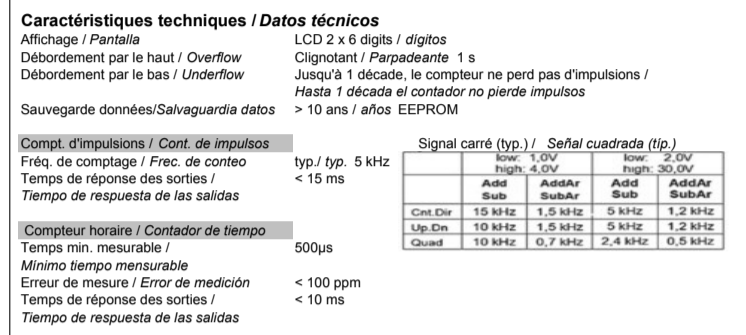 Caractéristiques techniques / Datos técnicos
Affichage / Pantalla LCD 2 x 6 digits / dígitos
Débordement par le haut / Overflow Clignotant / Parpadeante 1 s
Débordement par le bas / Underflow Jusqu'à 1 décade, le compteur ne perd pas d'impulsions /
Hasta 1 década el contador no pierde impulsos
Sauvegarde données/Salvaguardia datos > 10 ans / años EEPROM
Compt. d'impulsions / Cont. de impulsos
Fréq. de comptage / Frec. de conteo typ./ typ. 5 kHz
Temps de réponse des sorties / < 15 ms
Tiempo de respuesta de las salidas
Compteur horaire / Contador de tiempo
Temps min. mesurable / 500µs
Mínimo tiempo mensurable
Erreur de mesure / Error de medición < 100 ppm
Temps de réponse des sorties / < 10 ms
Tiempo de respuesta de las salidas
Signal carré (typ.) / Señal cuadrada (típ.)
low: 1,0V low: 2,0V
high: 4,0V high: 30,0V
Add AddAr Add AddAr
Sub SubAr Sub SubAr
Cnt.Dir 15 kHz 1,5 kHz 5 kHz 1,2 kHz
Up.Dn 10 kHz 1,5 kHz 5 kHz 1,2 kHz
Quad 10 kHz 0,7 kHz 2,4 kHz 0,5 kHz